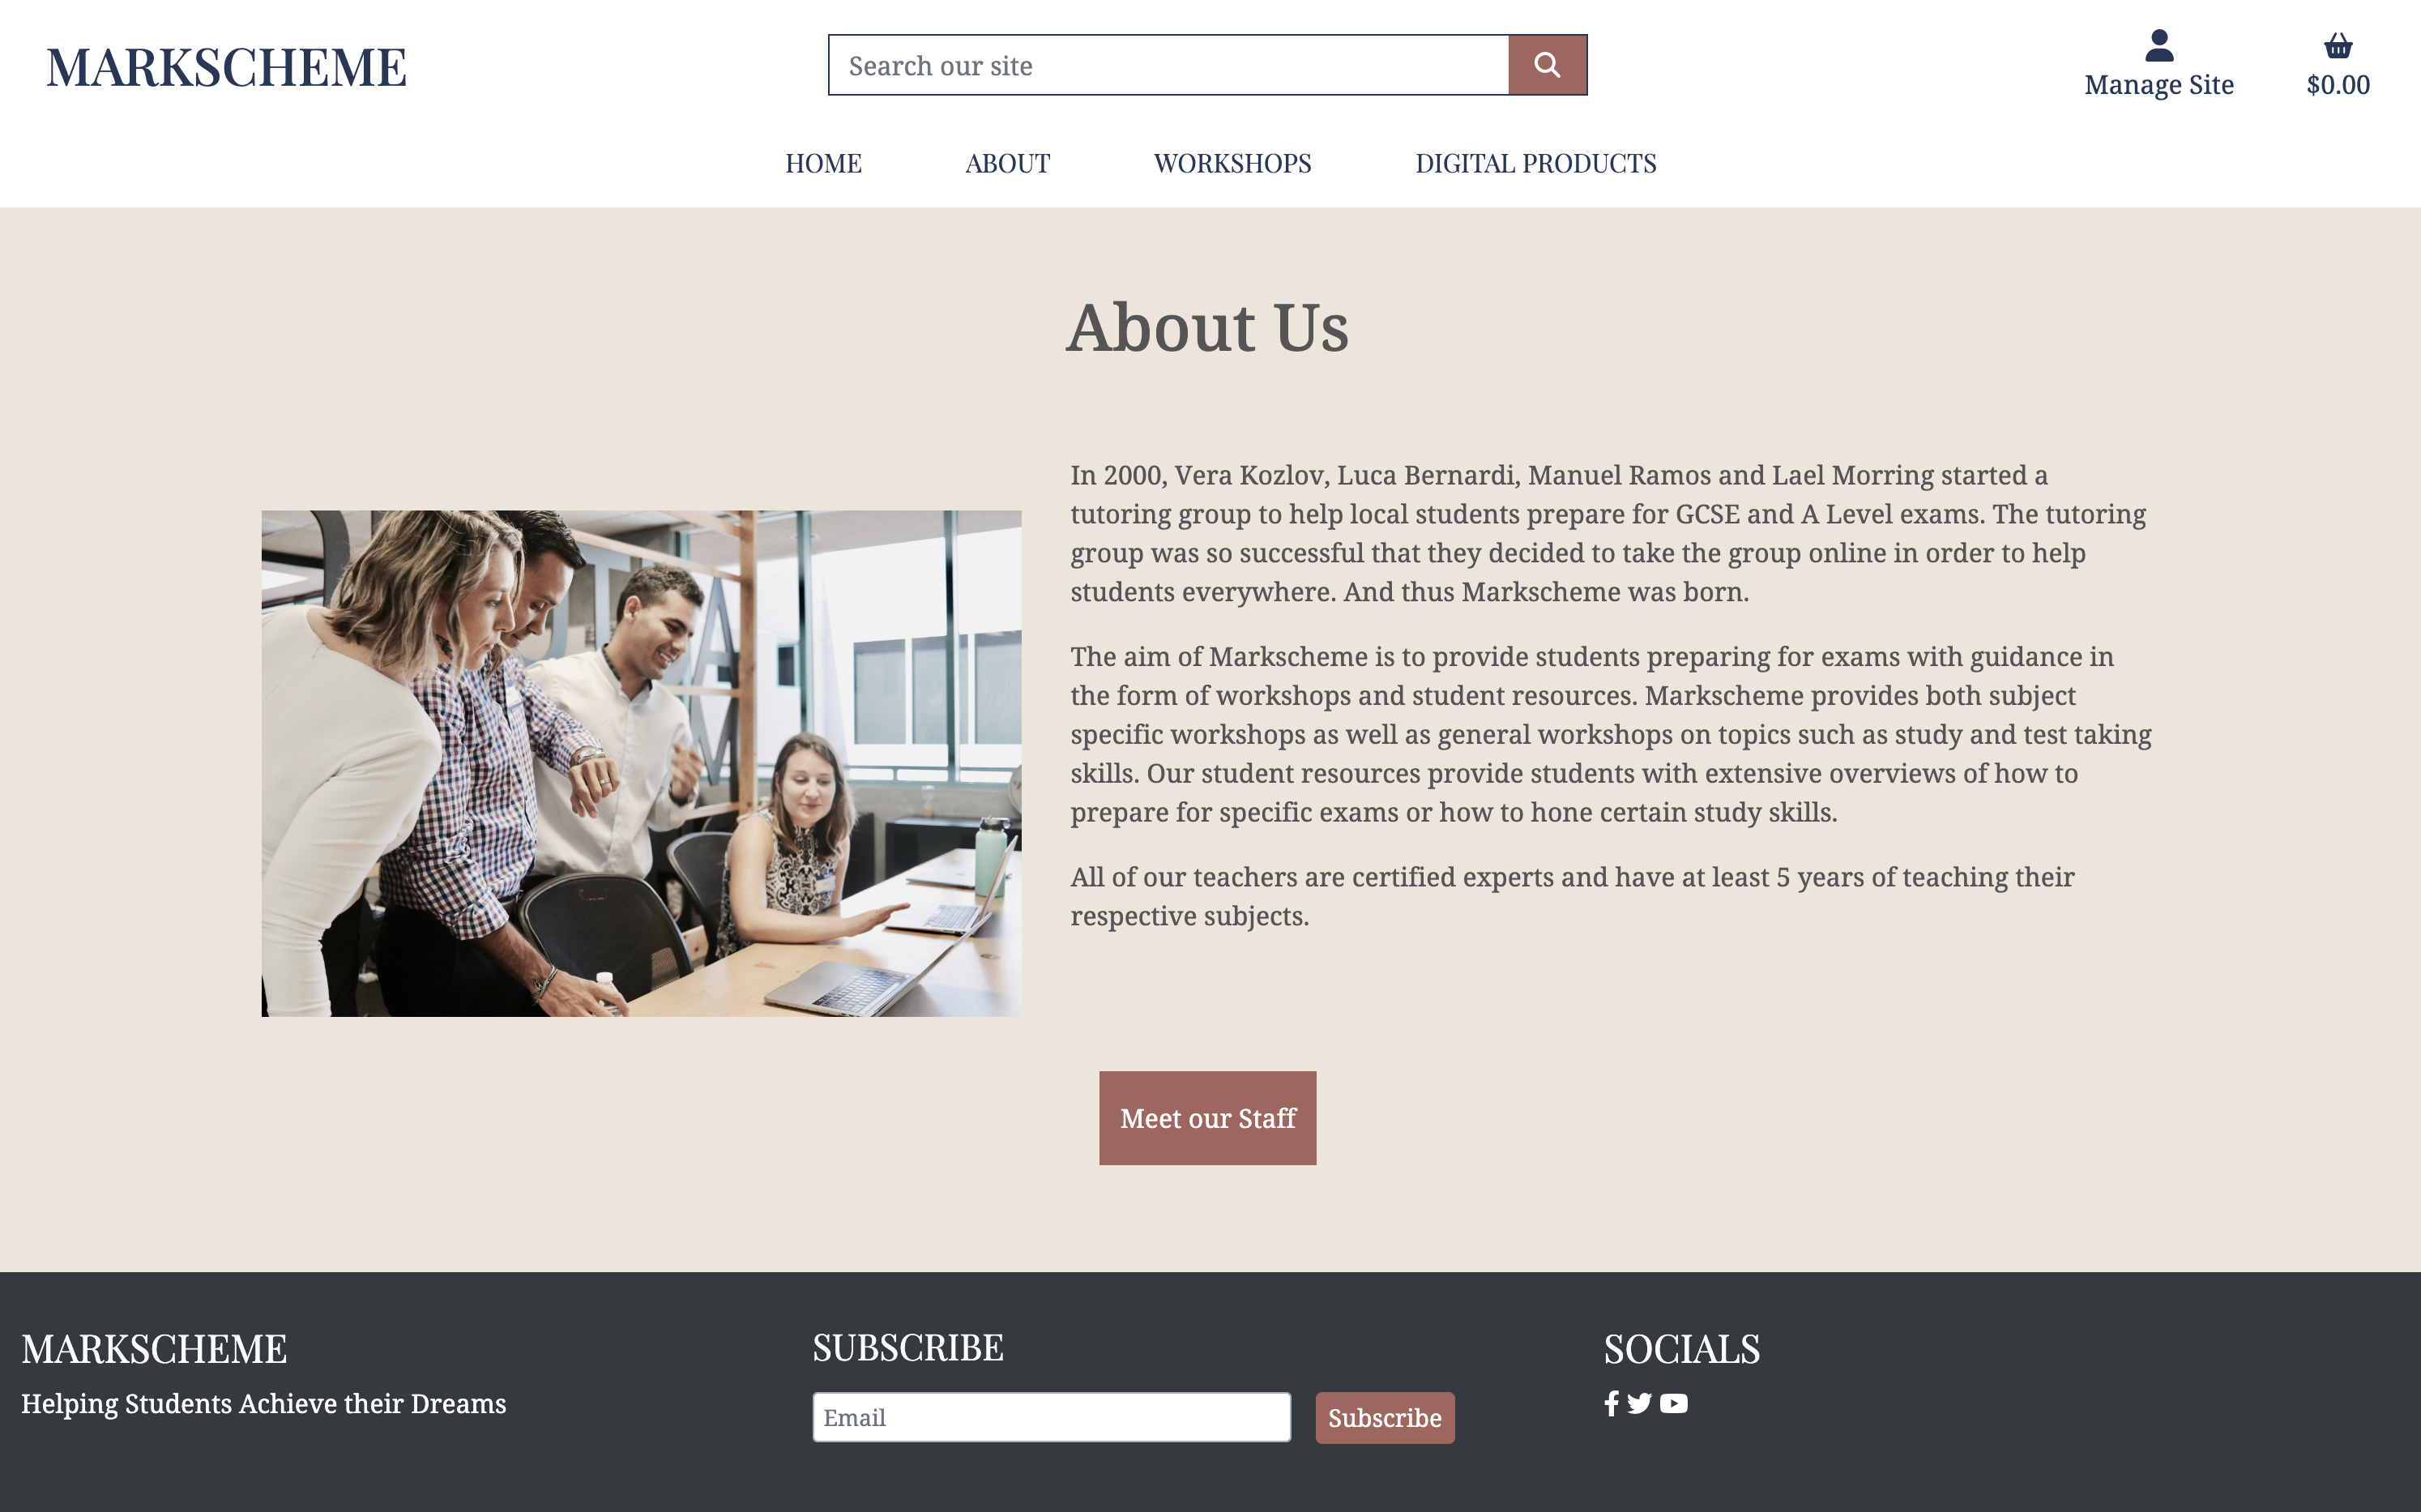 MARKSCHEME
Search our site
Manage Site
$0.00
HOME
ABOUT
WORKSHOPS
DIGITAL PRODUCTS
About Us
In 2000, Vera Kozlov, Luca Bernardi, Manuel Ramos and Lael Morring started a
tutoring group to help local students prepare for GCSE and A Level exams. The tutoring
group was so successful that they decided to take the group online in order to help
students everywhere. And thus Markscheme was born.
The aim of Markscheme is to provide students preparing for exams with guidance in
the form of workshops and student resources. Markscheme provides both subject
specific workshops as well as general workshops on topics such as study and test taking
skills. Our student resources provide students with extensive overviews of how to
prepare for specific exams or how to hone certain study skills.
All of our teachers are certified experts and have at least 5 years of teaching their
respective subjects.
Meet our Staff
MARKSCHEME
Helping Students Achieve their Dreams
SUBSCRIBE
Email
Subscribe
SOCIALS